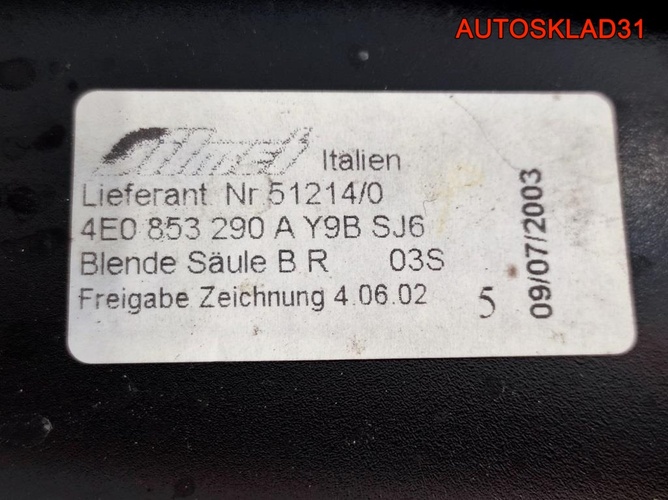 AUTOSKLAD31
Italien
Lieferant. Nr 51214/0
4E0 853 290 A Y9B SJ6
Blende Säule B R 03S
Freigabe Zeichnung 4.06.02 5
09/07/2003